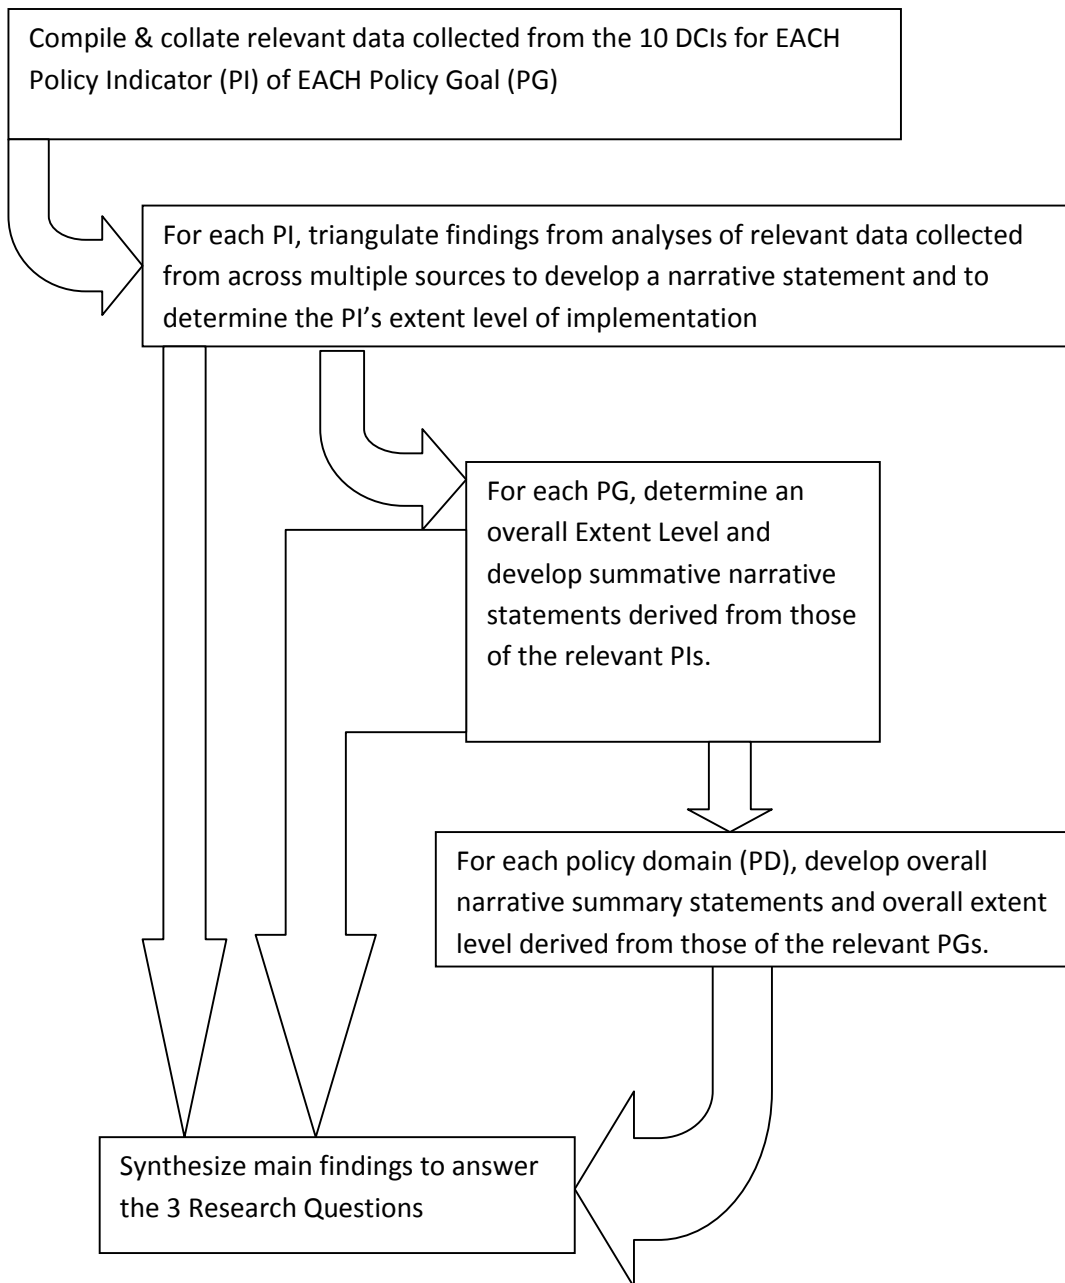 Compile & collate relevant data collected from the 10 DCIs for EACH
Policy Indicator (PI) of EACH Policy Goal (PG)
For each PI, triangulate findings from analyses of relevant data collected
from across multiple sources to develop a narrative statement and to
determine the PI’s extent level of implementation
For each PG, determine an
overall Extent Level and
develop summative narrative
statements derived from those
of the relevant PIs.
For each policy domain (PD), develop overall
narrative summary statements and overall extent
level derived from those of the relevant PGs.
Synthesize main findings to answer
the 3 Research Questions